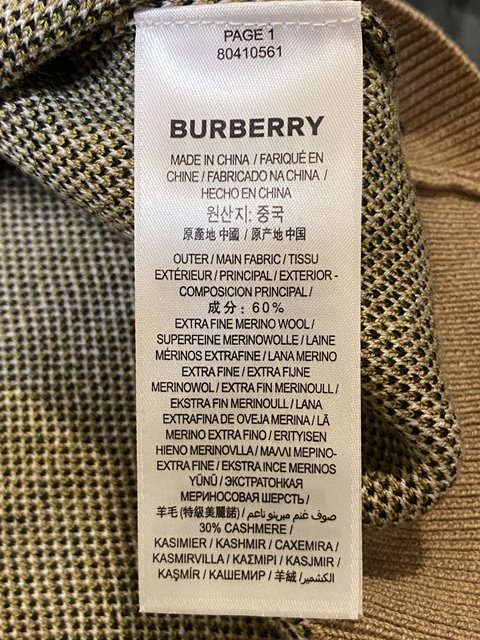 PAGE 1
80410561
BURBERRY
MADE IN CHINA / FARIQUÉ EN
CHINE / FABRICADO NA CHINA /
HECHO EN CHINA
원산지: 중국
原產地 中國 / 原产地 中国
OUTER / MAIN FABRIC / TISSU
EXTÉRIEUR / PRINCIPAL / EXTERIOR -
COMPOSICION PRINCIPAL /
成分 : 60%
EXTRA FINE MERINO WOOL /
SUPERFEINE MERINOWOLLE / LAINE
MÉRINOS EXTRAFINE / LANA MERINO
EXTRA FINE / EXTRA FIJNE
MERINOWOL / EXTRA FIN MERINOULL /
EKSTRA FIN MERINOULL / LANA
EXTRAFINA DE OVEJA MERINA / LÃ
MERINO EXTRA FINO / ERITYISEN
HIENO MERINOVLLA / ΜΑΛΛΙ ΜΕΡΙΝΟ-
EXTRA FINE / EKSTRA INCE MERINOS
YÜNÜ / ЭКСТРАТОНКАЯ
МЕРИНОСОВАЯ ШЕРСТЬ /
羊毛 (特級美麗諾) / صوف غنم ميرينو ناعم /
30% CASHMERE /
KASIMIER / KASHMIR / CAXEMIRA /
KASMIRVILLA / ΚΑΣΜΙΡΙ / KASJMIR /
KAŞMİR / КАШЕМИР / 羊絨 / الكشمير /